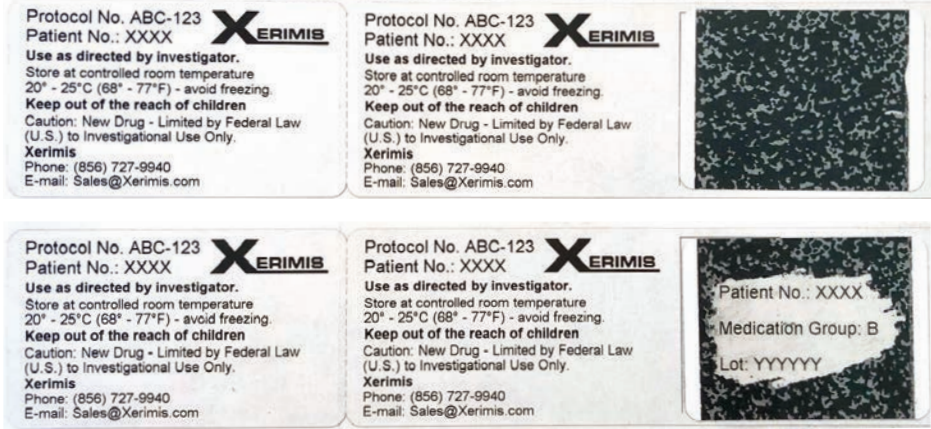 Protocol No. ABC-123
Patient No.: XXXX
XERIMIS
Use as directed by investigator.
Store at controlled room temperature
20° - 25°C (68° - 77°F) - avoid freezing.
Keep out of the reach of children
Caution: New Drug - Limited by Federal Law
(U.S.) to Investigational Use Only.
Xerimis
Phone: (856) 727-9940
E-mail: Sales@Xerimis.com
Protocol No. ABC-123
Patient No.: XXXX
XERIMIS
Use as directed by investigator.
Store at controlled room temperature
20° - 25°C (68° - 77°F) - avoid freezing.
Keep out of the reach of children
Caution: New Drug - Limited by Federal Law
(U.S.) to Investigational Use Only.
Xerimis
Phone: (856) 727-9940
E-mail: Sales@Xerimis.com
Protocol No. ABC-123
Patient No.: XXXX
XERIMIS
Use as directed by investigator.
Store at controlled room temperature
20° - 25°C (68° - 77°F) - avoid freezing.
Keep out of the reach of children
Caution: New Drug - Limited by Federal Law
(U.S.) to Investigational Use Only.
Xerimis
Phone: (856) 727-9940
E-mail: Sales@Xerimis.com
Protocol No. ABC-123
Patient No.: XXXX
XERIMIS
Use as directed by investigator.
Store at controlled room temperature
20° - 25°C (68° - 77°F) - avoid freezing.
Keep out of the reach of children
Caution: New Drug - Limited by Federal Law
(U.S.) to Investigational Use Only.
Xerimis
Phone: (856) 727-9940
E-mail: Sales@Xerimis.com
Patient No.: XXXX
Medication Group: B
Lot: YYYYYY